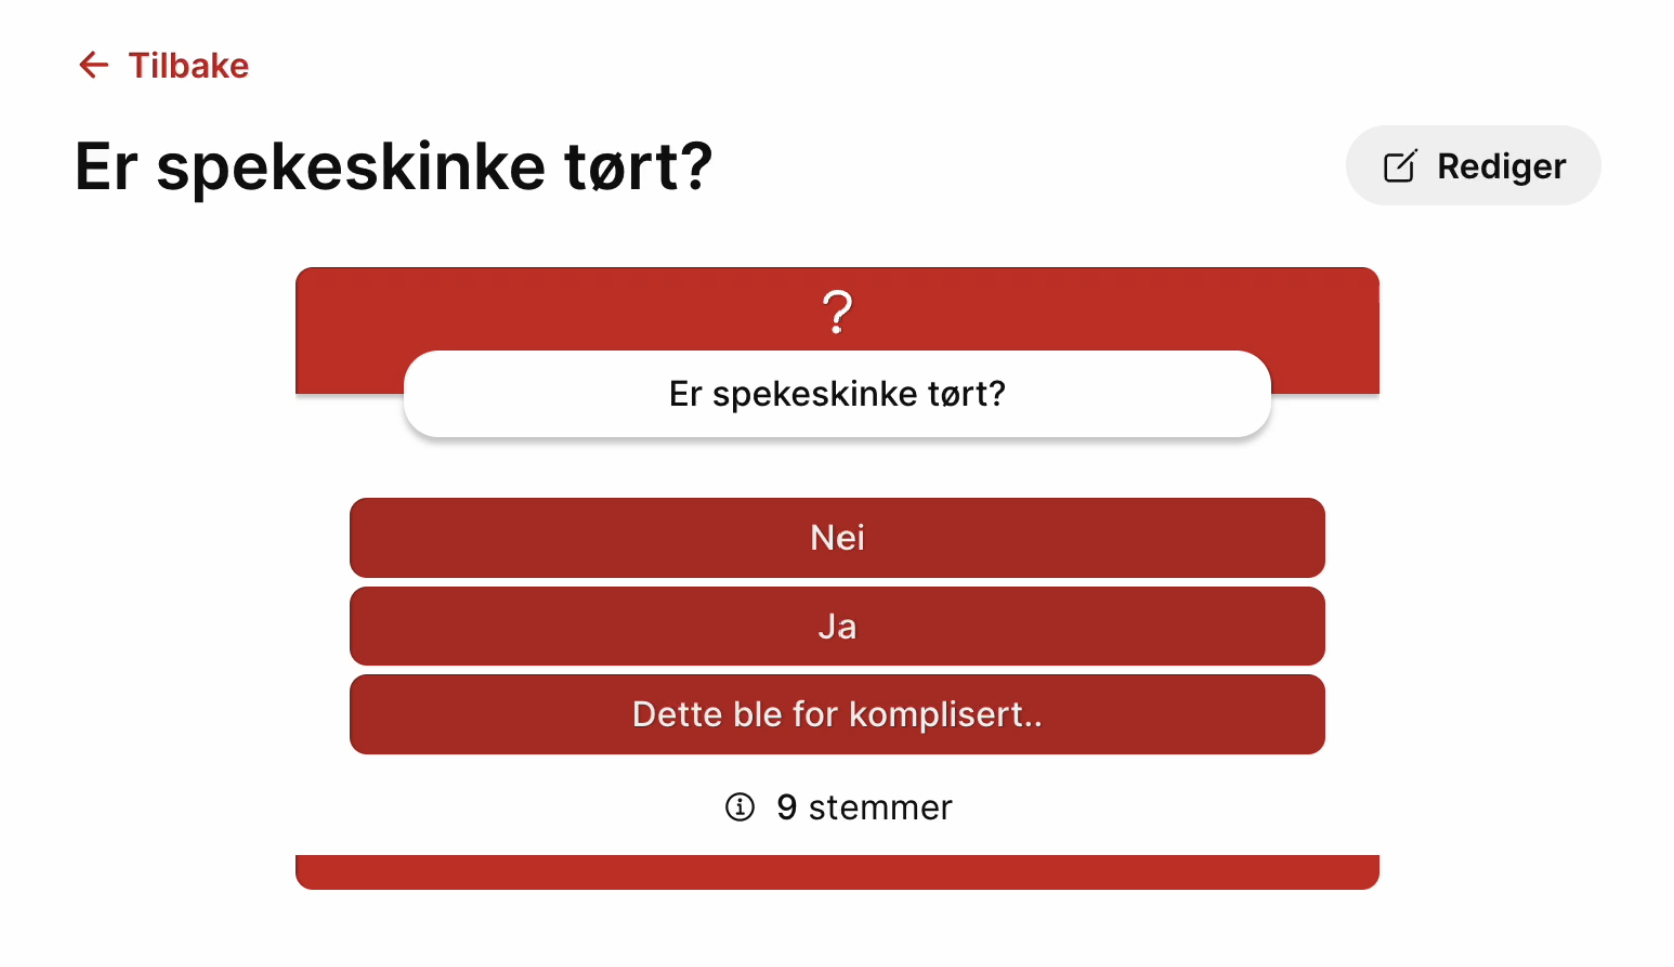 Tilbake
Er spekeskinke tørt?
Rediger
?
Er spekeskinke tørt?
Nei
Ja
Dette ble for komplisert..
9 stemmer